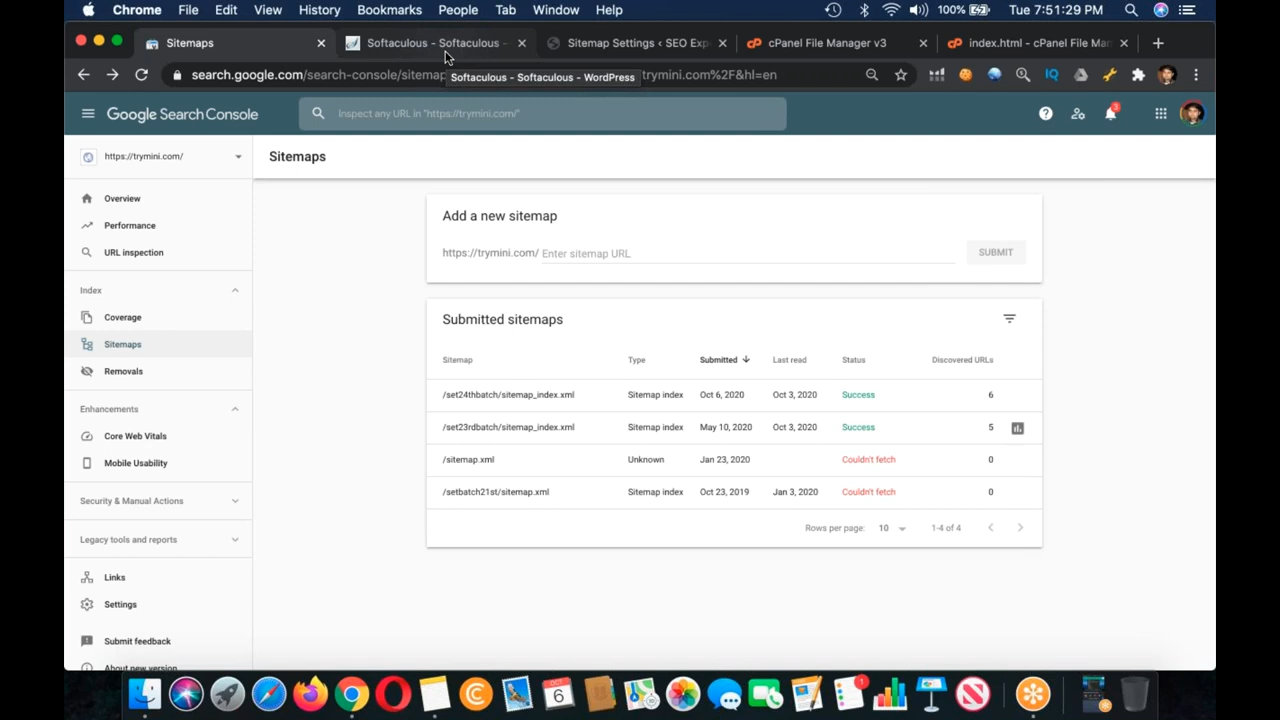 Chrome File Edit View History Bookmarks People Tab Window Help 100% Tue 7:51:29 PM
Sitemaps Softaculous - Softaculous - Sitemap Settings < SEO Exp cPanel File Manager v3 index.html - cPanel File Man
search.google.com/search-console/sitemap trymini.com%2F&hl=en
Softaculous - Softaculous - WordPress
Google Search Console Inspect any URL in "https://trymini.com/" 3
https://trymini.com/
Sitemaps
Overview
Performance
URL inspection
Index
Coverage
Sitemaps
Removals
Enhancements
Core Web Vitals
Mobile Usability
Security & Manual Actions
Legacy tools and reports
Links
Settings
Submit feedback
About new version
Add a new sitemap
https://trymini.com/ Enter sitemap URL SUBMIT
Submitted sitemaps
Sitemap Type Submitted Last read Status Discovered URLs
/set24thbatch/sitemap_index.xml Sitemap index Oct 6, 2020 Oct 3, 2020 Success 6
/set23rdbatch/sitemap_index.xml Sitemap index May 10, 2020 Oct 3, 2020 Success 5
/sitemap.xml Unknown Jan 23, 2020 Couldn't fetch 0
/setbatch21st/sitemap.xml Sitemap index Oct 23, 2019 Jan 3, 2020 Couldn't fetch 0
Rows per page: 10 1-4 of 4
OCT 6 1